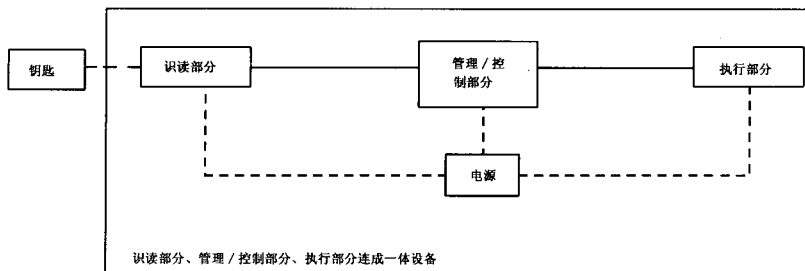 钥匙
识读部分
管理/控
制部分
执行部分
电源
识读部分、管理/控制部分、执行部分连成一体设备